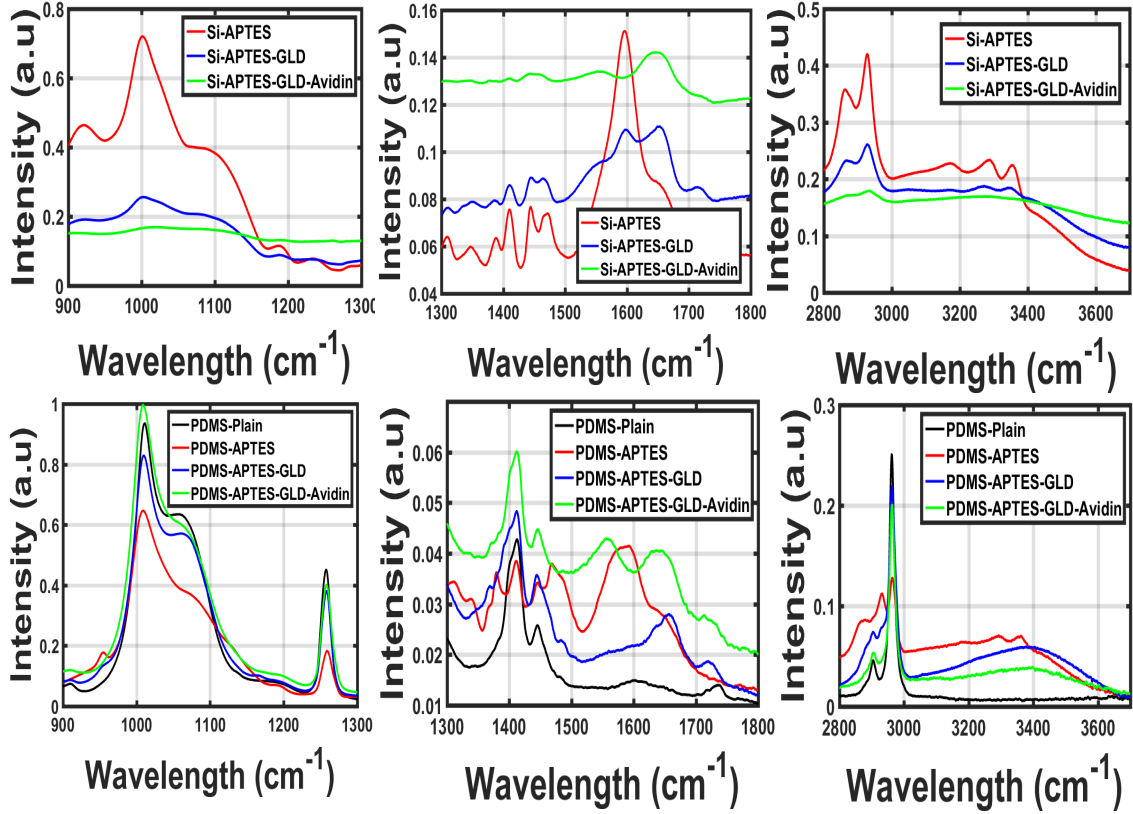 Intensity (a.u)
0.8
0.6
0.4
0.2
0
900 1000 1100 1200 1300
Si-APTES
Si-APTES-GLD
Si-APTES-GLD-Avidin
Wavelength (cm-1)
Intensity (a.u)
0.16
0.14
0.12
0.1
0.08
0.06
0.04
1300 1400 1500 1600 1700 1800
Si-APTES
Si-APTES-GLD
Si-APTES-GLD-Avidin
Wavelength (cm-1)
Intensity (a.u)
0.5
0.4
0.3
0.2
0.1
0
2800 3000 3200 3400 3600
Si-APTES
Si-APTES-GLD
Si-APTES-GLD-Avidin
Wavelength (cm-1)
Intensity (a.u)
1
0.8
0.6
0.4
0.2
0
900 1000 1100 1200 1300
PDMS-Plain
PDMS-APTES
PDMS-APTES-GLD
PDMS-APTES-GLD-Avidin
Wavelength (cm-1)
Intensity (a.u)
0.06
0.05
0.04
0.03
0.02
0.01
1300 1400 1500 1600 1700 1800
PDMS-Plain
PDMS-APTES
PDMS-APTES-GLD
PDMS-APTES-GLD-Avidin
Wavelength (cm-1)
Intensity (a.u)
0.3
0.2
0.1
0
2800 3000 3200 3400 3600
PDMS-Plain
PDMS-APTES
PDMS-APTES-GLD
PDMS-APTES-GLD-Avidin
Wavelength (cm-1)